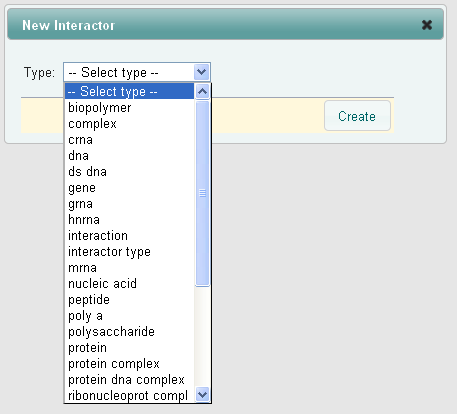 New Interactor
Type: -- Select type --
-- Select type --
biopolymer
complex
crna
dna
ds dna
gene
grna
hnrna
interaction
interactor type
mrna
nucleic acid
peptide
poly a
polysaccharide
protein
protein complex
protein dna complex
ribonucleoprot compl
Create